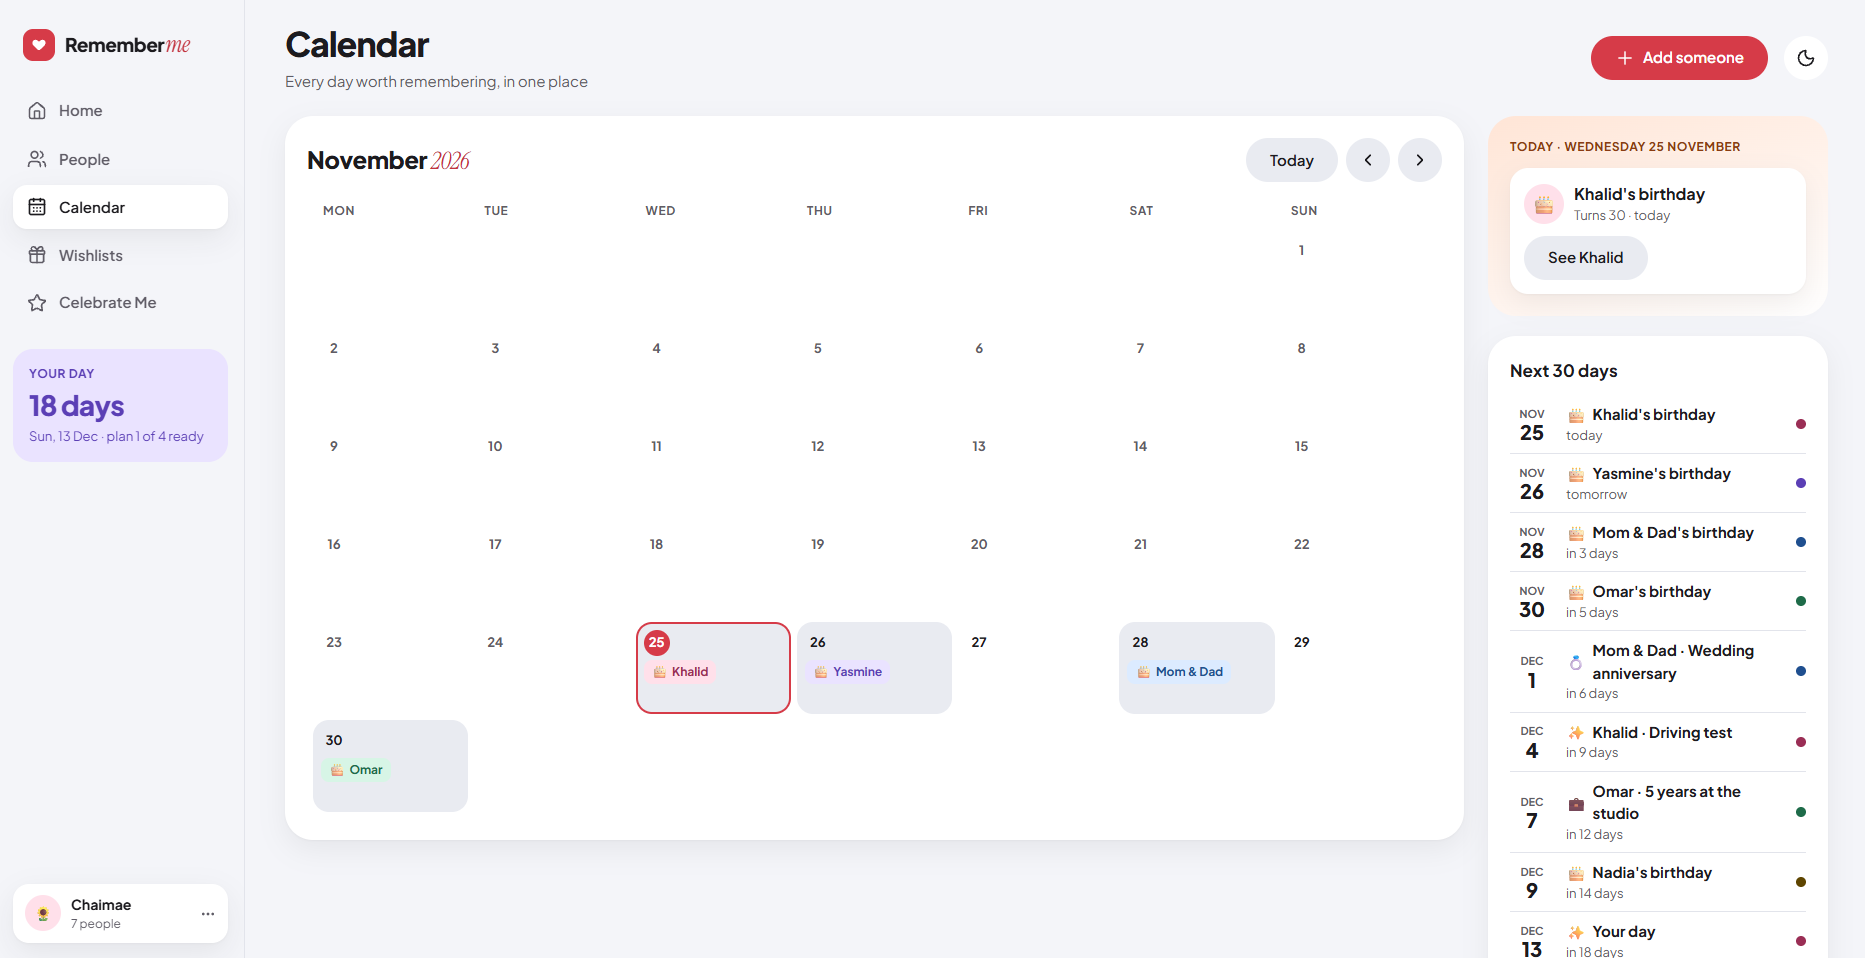 Rememberme
Home
People
Calendar
Wishlists
Celebrate Me
YOUR DAY
18 days
Sun, 13 Dec · plan 1 of 4 ready
Chaimae
7 people
Calendar
Every day worth remembering, in one place
Add someone
November 2026
Today
MON TUE WED THU FRI SAT SUN
1
2 3 4 5 6 7 8
9 10 11 12 13 14 15
16 17 18 19 20 21 22
23 24 25 26 27 28 29
Khalid Yasmine Mom & Dad
30
Omar
TODAY · WEDNESDAY 25 NOVEMBER
Khalid's birthday
Turns 30 · today
See Khalid
Next 30 days
NOV
25
Khalid's birthday
today
NOV
26
Yasmine's birthday
tomorrow
NOV
28
Mom & Dad's birthday
in 3 days
NOV
30
Omar's birthday
in 5 days
DEC
1
Mom & Dad · Wedding
anniversary
in 6 days
DEC
4
Khalid · Driving test
in 9 days
DEC
7
Omar · 5 years at the
studio
in 12 days
DEC
9
Nadia's birthday
in 14 days
DEC
13
Your day
in 18 days